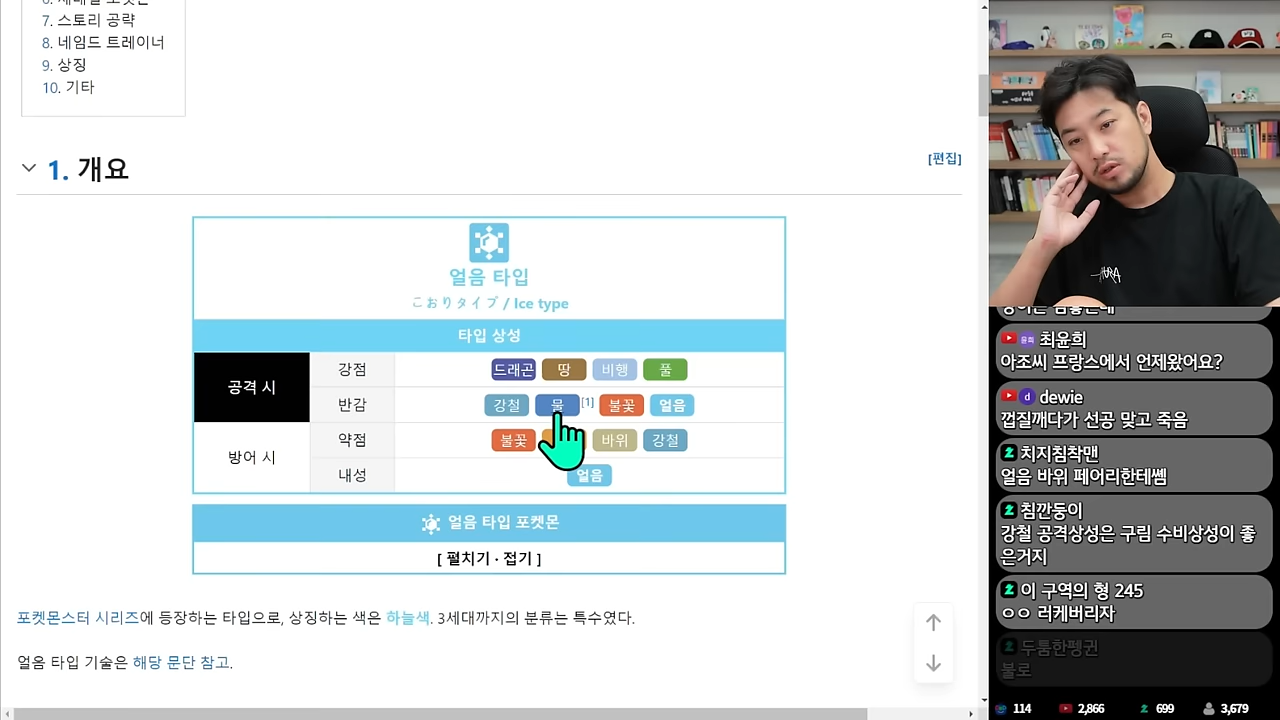 7. 스토리 공략
8. 네임드 트레이너
9. 상징
10. 기타
1. 개요
[편집]
얼음 타입
こおりタイプ / Ice type
타입 상성
공격 시
강점
드래곤 땅 비행 풀
반감
강철 물 [1] 불꽃 얼음
방어 시
약점
불꽃 바위 강철
내성
얼음
얼음 타입 포켓몬
[ 펼치기 · 접기 ]
포켓몬스터 시리즈에 등장하는 타입으로, 상징하는 색은 하늘색. 3세대까지의 분류는 특수였다.
얼음 타입 기술은 해당 문단 참고.
최윤희
아조씨 프랑스에서 언제왔어요?
dewie
껍질깨다가 선공 맞고 죽음
치지침착맨
얼음 바위 페어리한테쎔
침깐둥이
강철 공격상성은 구림 수비상성이 좋
은거지
이 구역의 형 245
ㅇㅇ 러케버리자
두툼한펭귄
불로
114 2,866 699 3,679